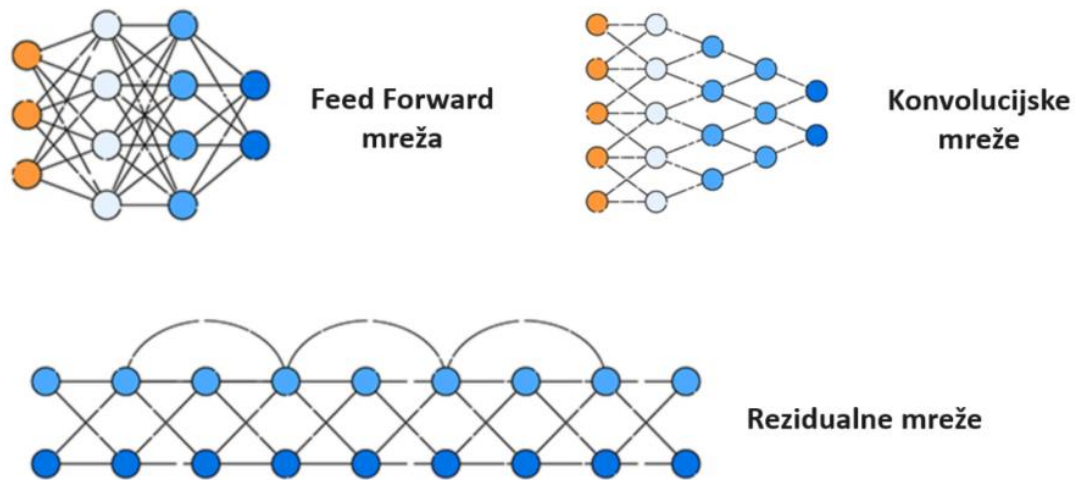 Feed Forward
mreža
Konvolucijske
mreže
Rezidualne mreže